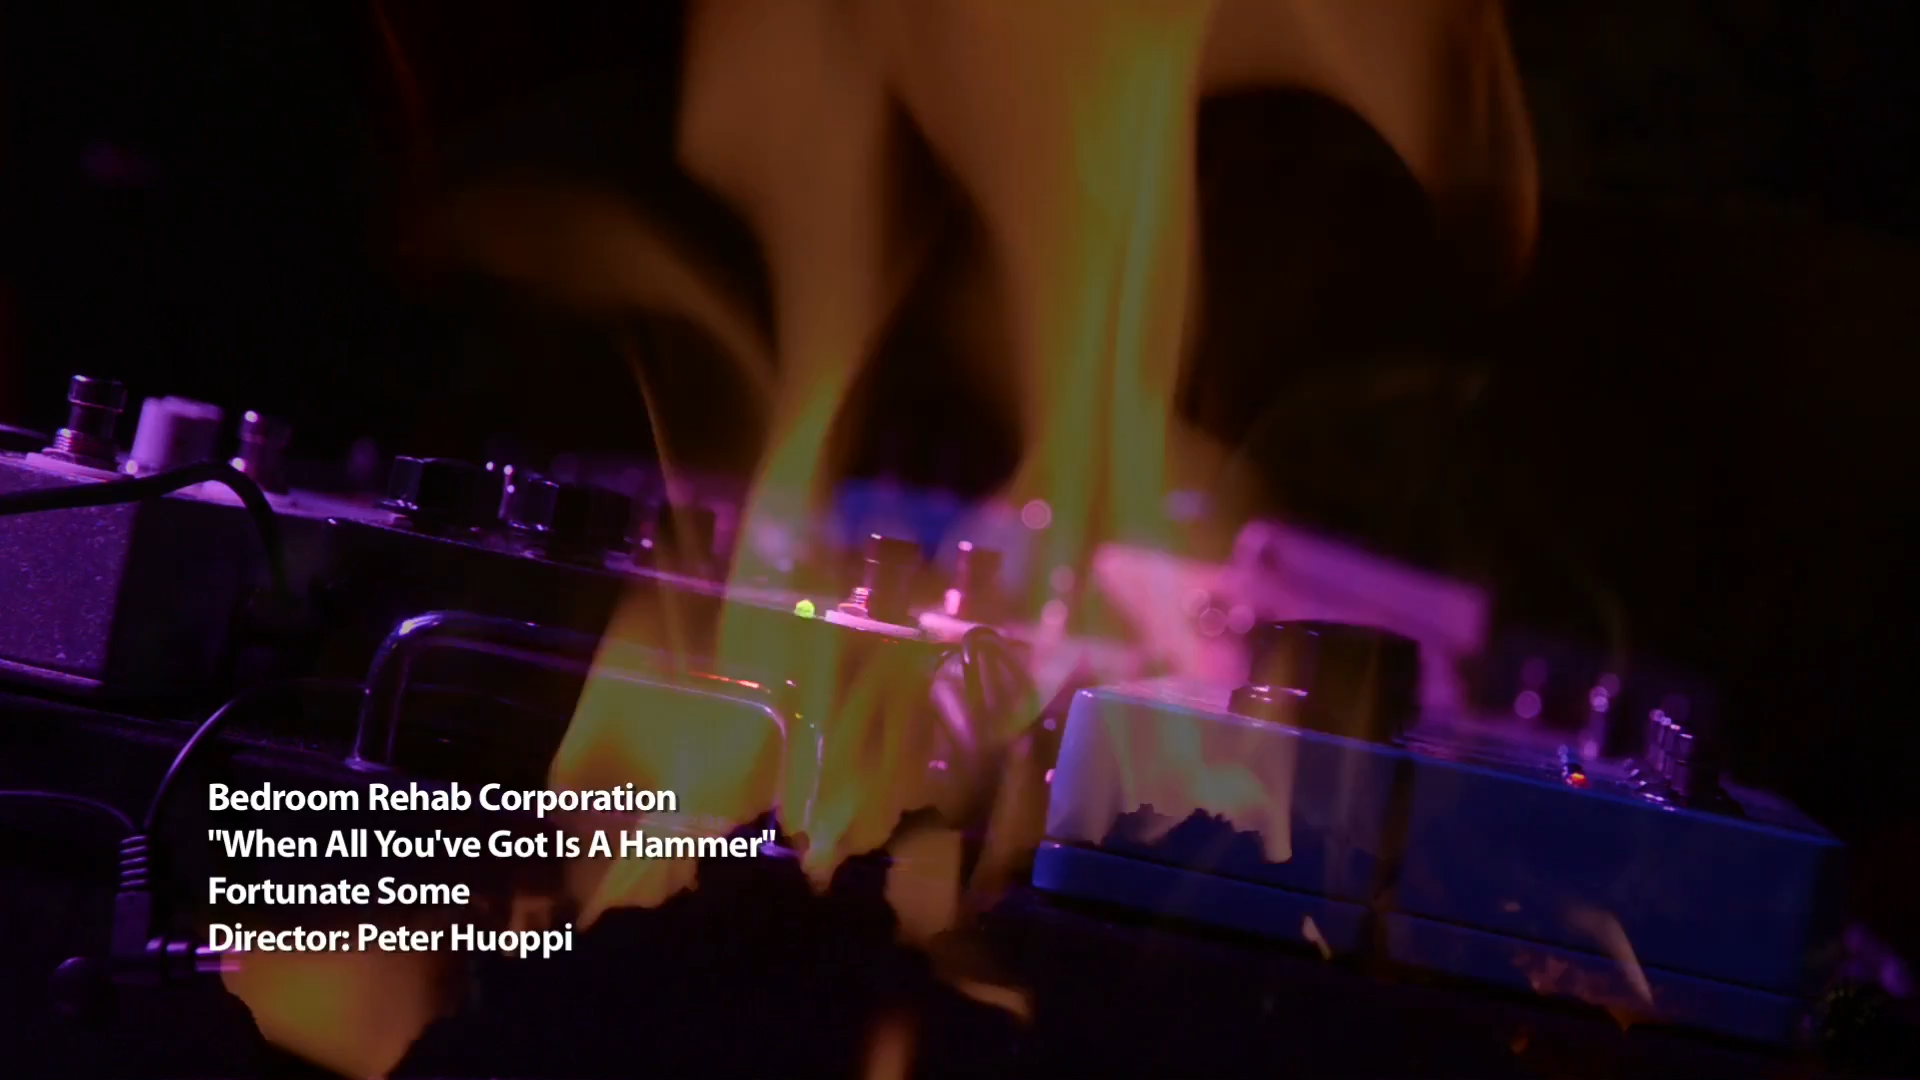 Bedroom Rehab Corporation
"When All You've Got Is A Hammer"
Fortunate Some
Director: Peter Huoppi